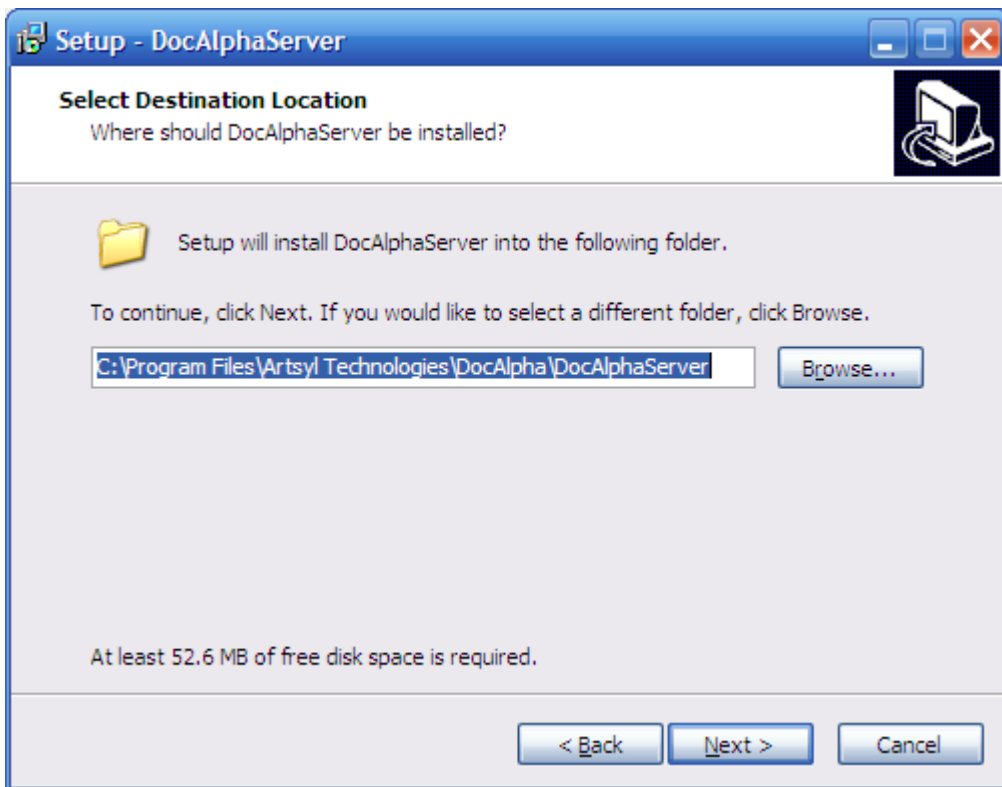 Setup - DocAlphaServer
Select Destination Location
Where should DocAlphaServer be installed?
Setup will install DocAlphaServer into the following folder.
To continue, click Next. If you would like to select a different folder, click Browse.
C:\Program Files\Artsyl Technologies\DocAlpha\DocAlphaServer
Browse...
At least 52.6 MB of free disk space is required.
< Back Next > Cancel